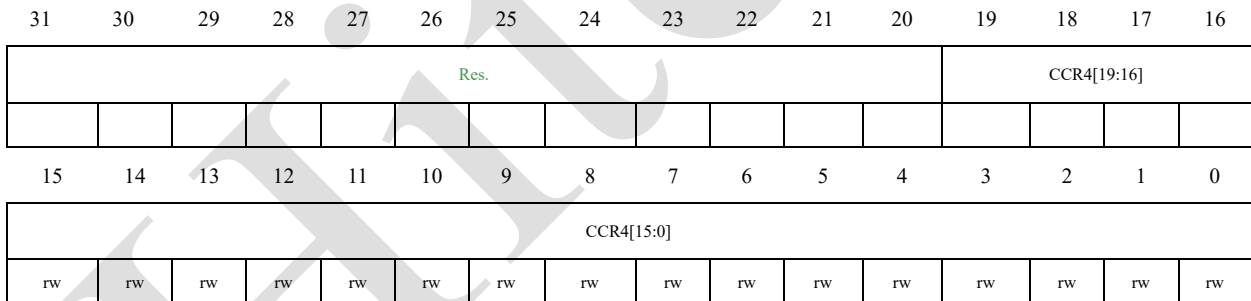 31 30 29 28 27 26 25 24 23 22 21 20 19 18 17 16
Res. CCR4[19:16]
15 14 13 12 11 10 9 8 7 6 5 4 3 2 1 0
CCR4[15:0]
rw rw rw rw rw rw rw rw rw rw rw rw rw rw rw rw